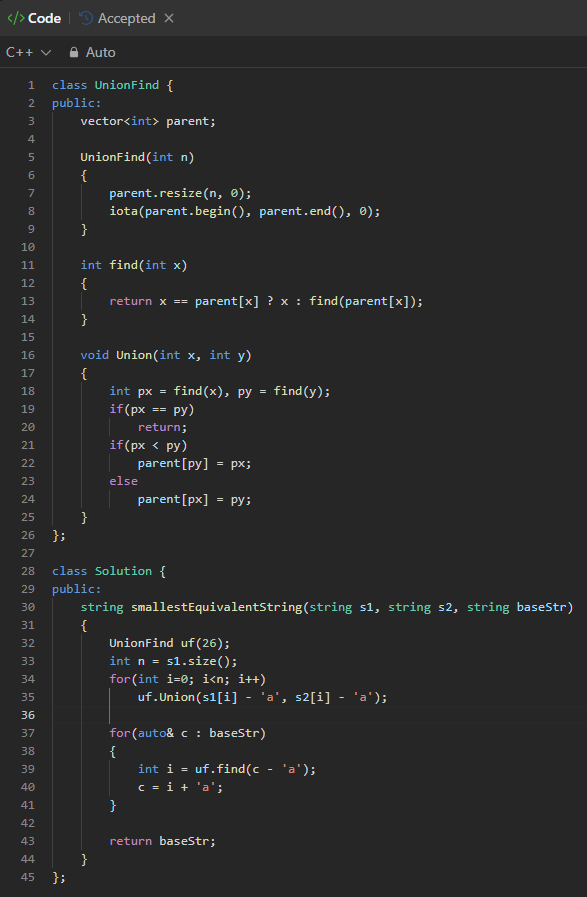 </> Code | Accepted ×
C++ Auto
1 class UnionFind {
2 public:
3     vector<int> parent;
4
5     UnionFind(int n)
6     {
7         parent.resize(n, 0);
8         iota(parent.begin(), parent.end(), 0);
9     }
10
11     int find(int x)
12     {
13         return x == parent[x] ? x : find(parent[x]);
14     }
15
16     void Union(int x, int y)
17     {
18         int px = find(x), py = find(y);
19         if(px == py)
20             return;
21         if(px < py)
22             parent[py] = px;
23         else
24             parent[px] = py;
25     }
26 };
27
28 class Solution {
29 public:
30     string smallestEquivalentString(string s1, string s2, string baseStr)
31     {
32         UnionFind uf(26);
33         int n = s1.size();
34         for(int i=0; i<n; i++)
35             uf.Union(s1[i] - 'a', s2[i] - 'a');
36
37         for(auto& c : baseStr)
38         {
39             int i = uf.find(c - 'a');
40             c = i + 'a';
41         }
42
43         return baseStr;
44     }
45 };